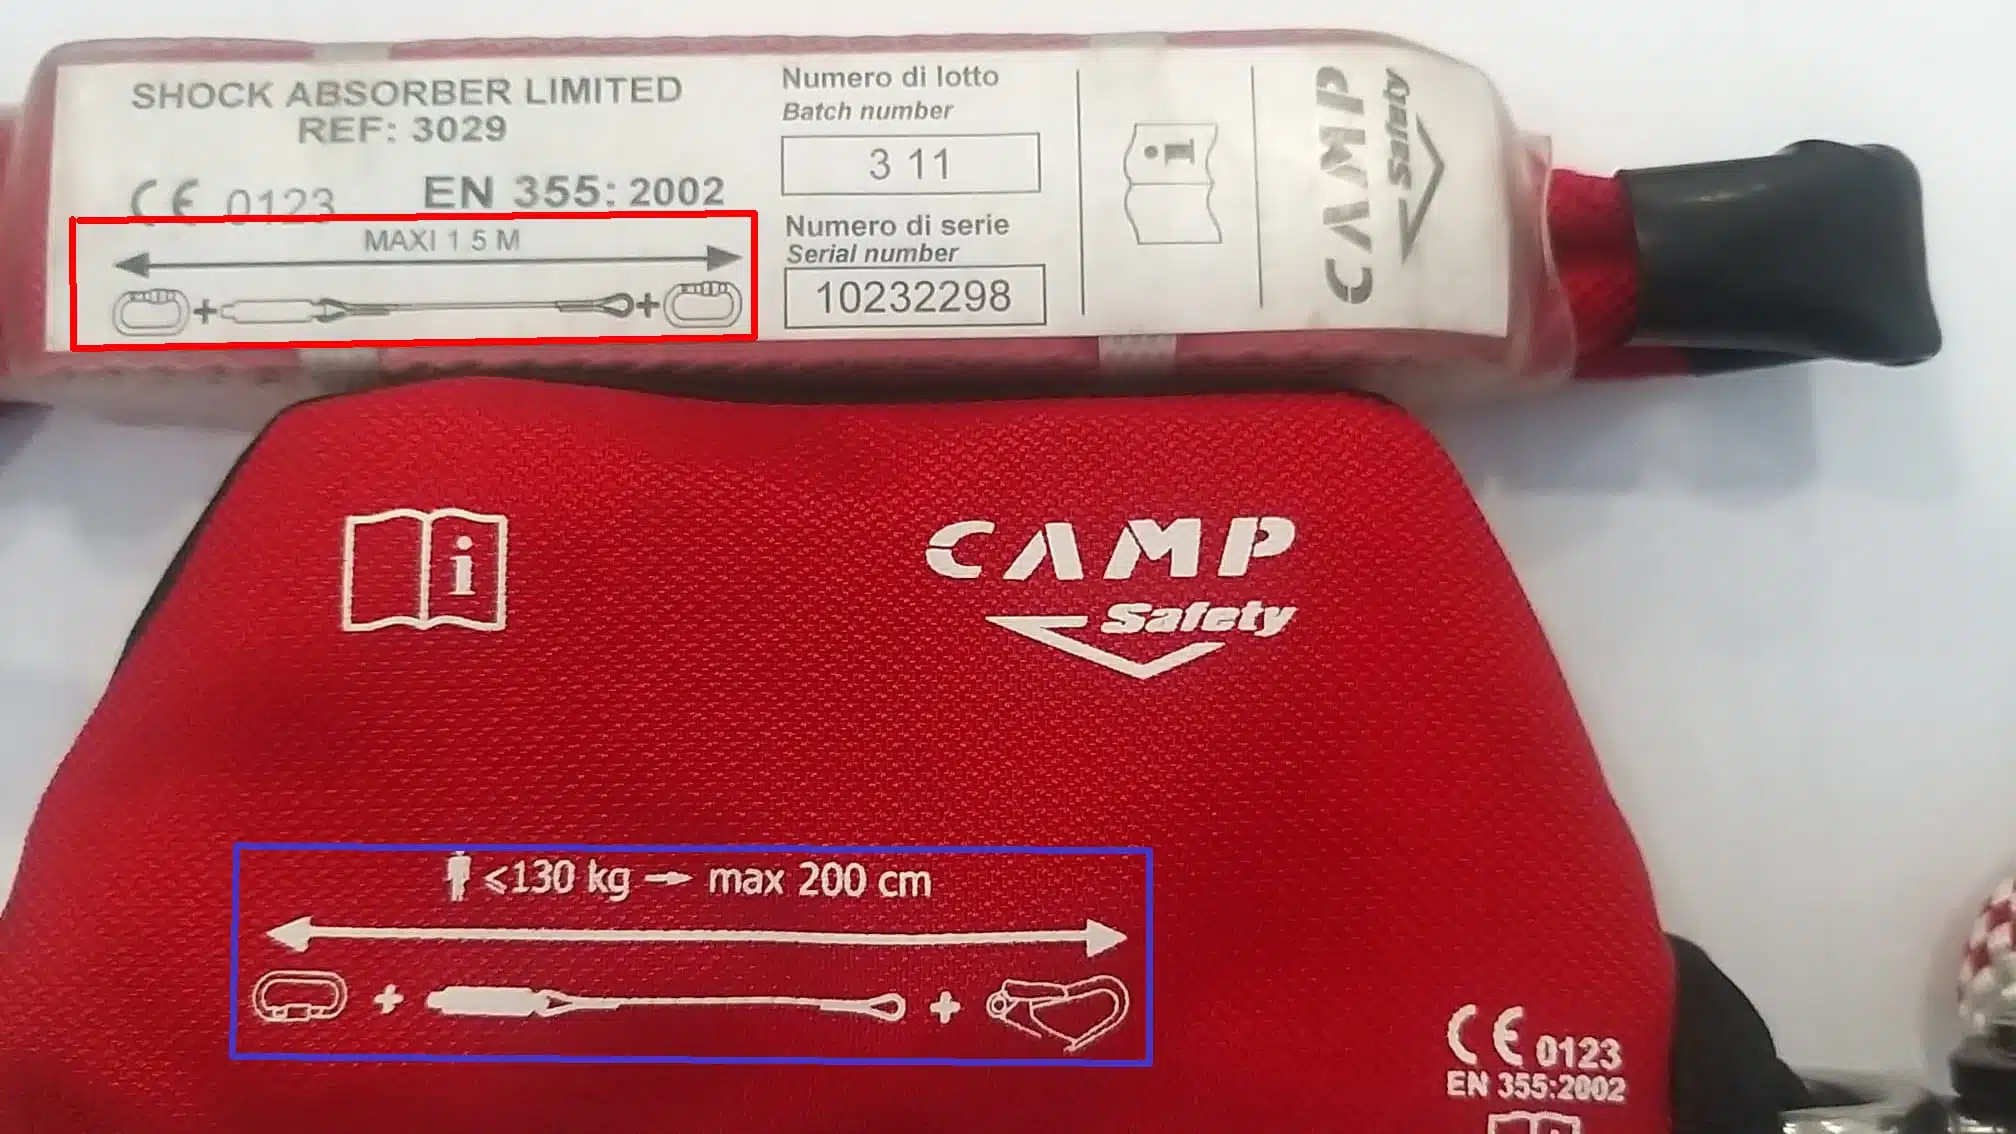 SHOCK ABSORBER LIMITED
REF: 3029
CE 0123 EN 355:2002
MAXI 1.5 M
+ +
Numero di lotto
Batch number
3 11
Numero di serie
Serial number
10232298
i
CAMP
Safety
i
CAMP
Safety
≤130 kg → max 200 cm
+ +
CE 0123
EN 355:2002